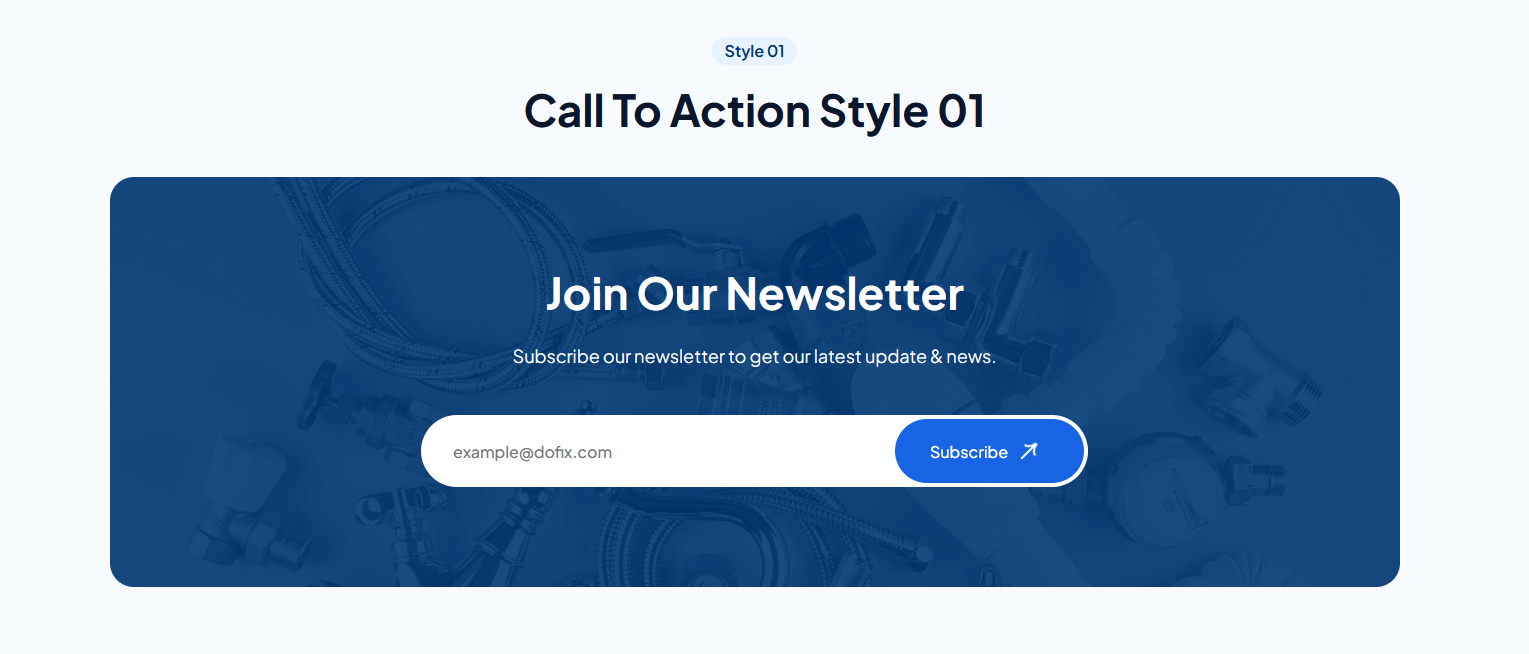 Style 01
Call To Action Style 01
Join Our Newsletter
Subscribe our newsletter to get our latest update & news.
example@dofix.com
Subscribe